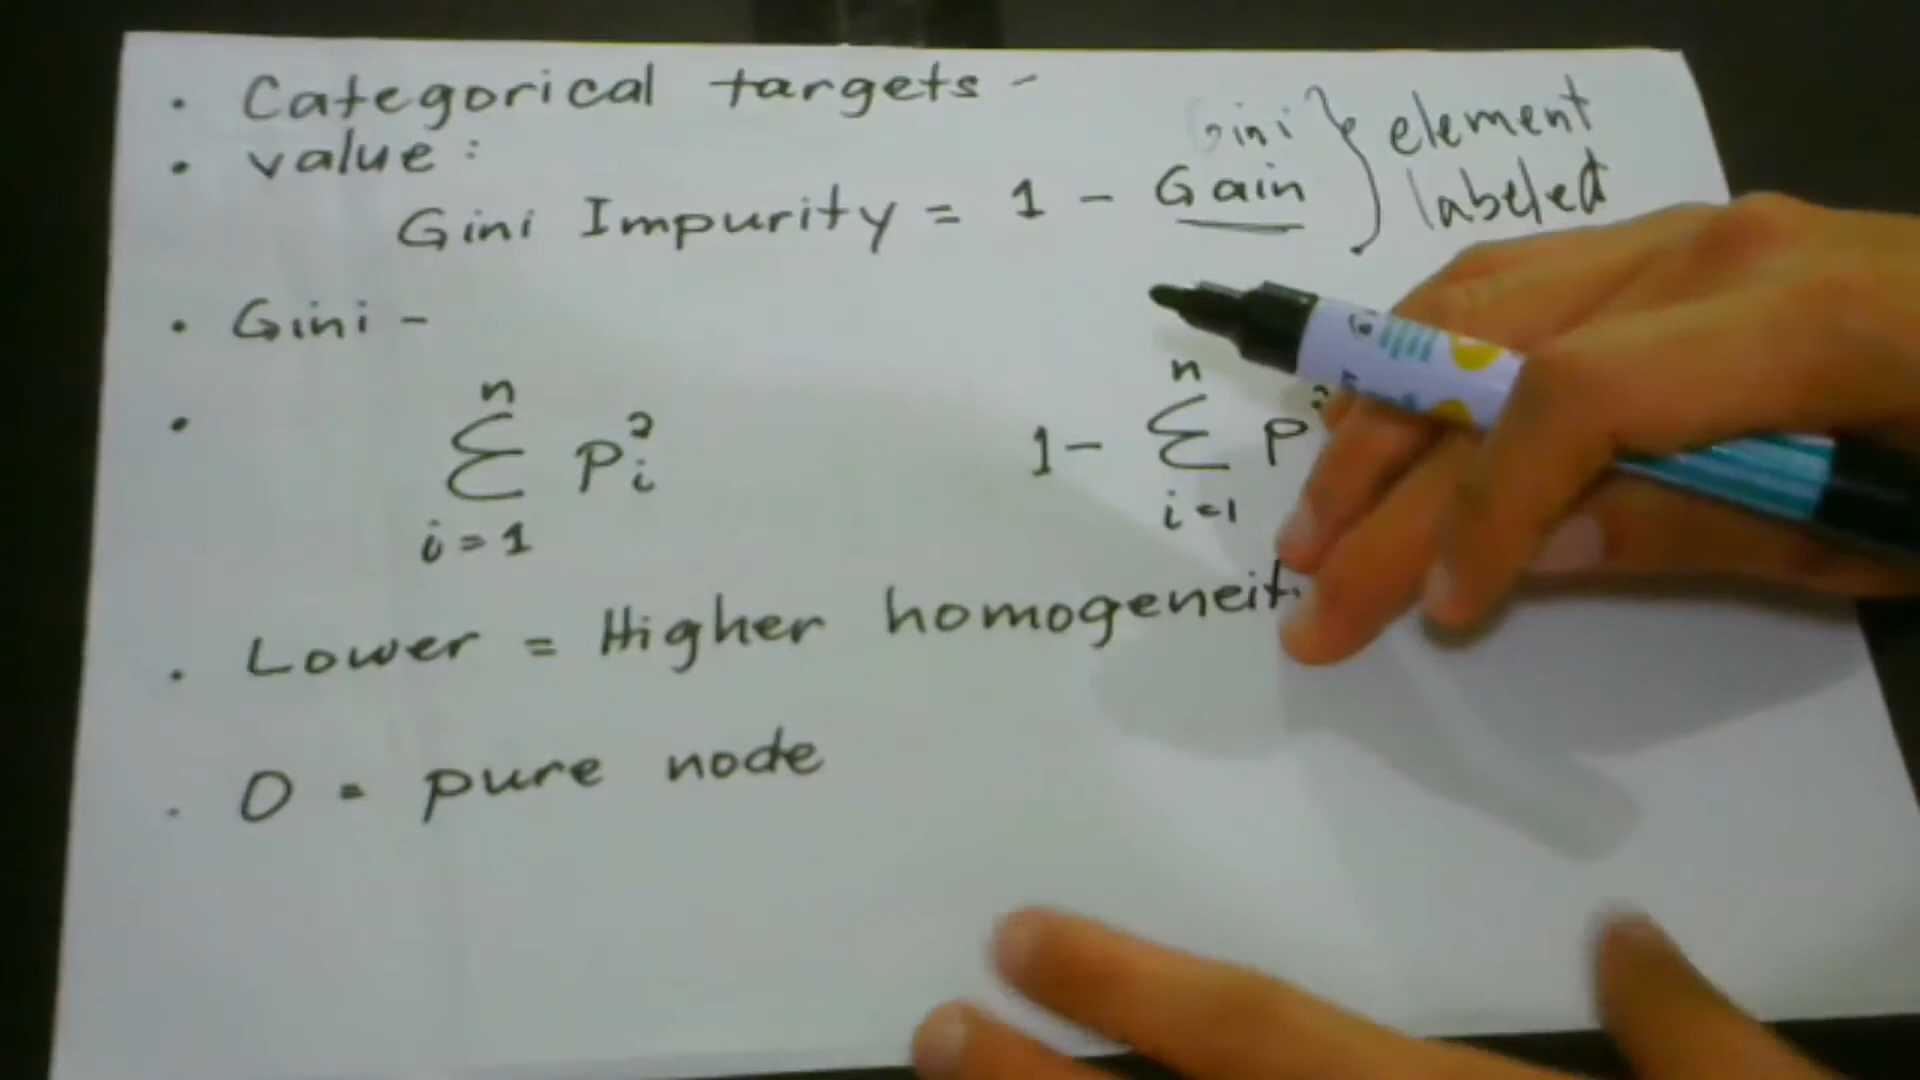 • Categorical targets -
• value :
Gini
Gini Impurity = 1 - Gain } element labeled
• Gini -
•
n
∑ Pi²
i = 1
n
1 - ∑ P²
i = 1
• Lower = Higher homogeneit
• 0 = pure node